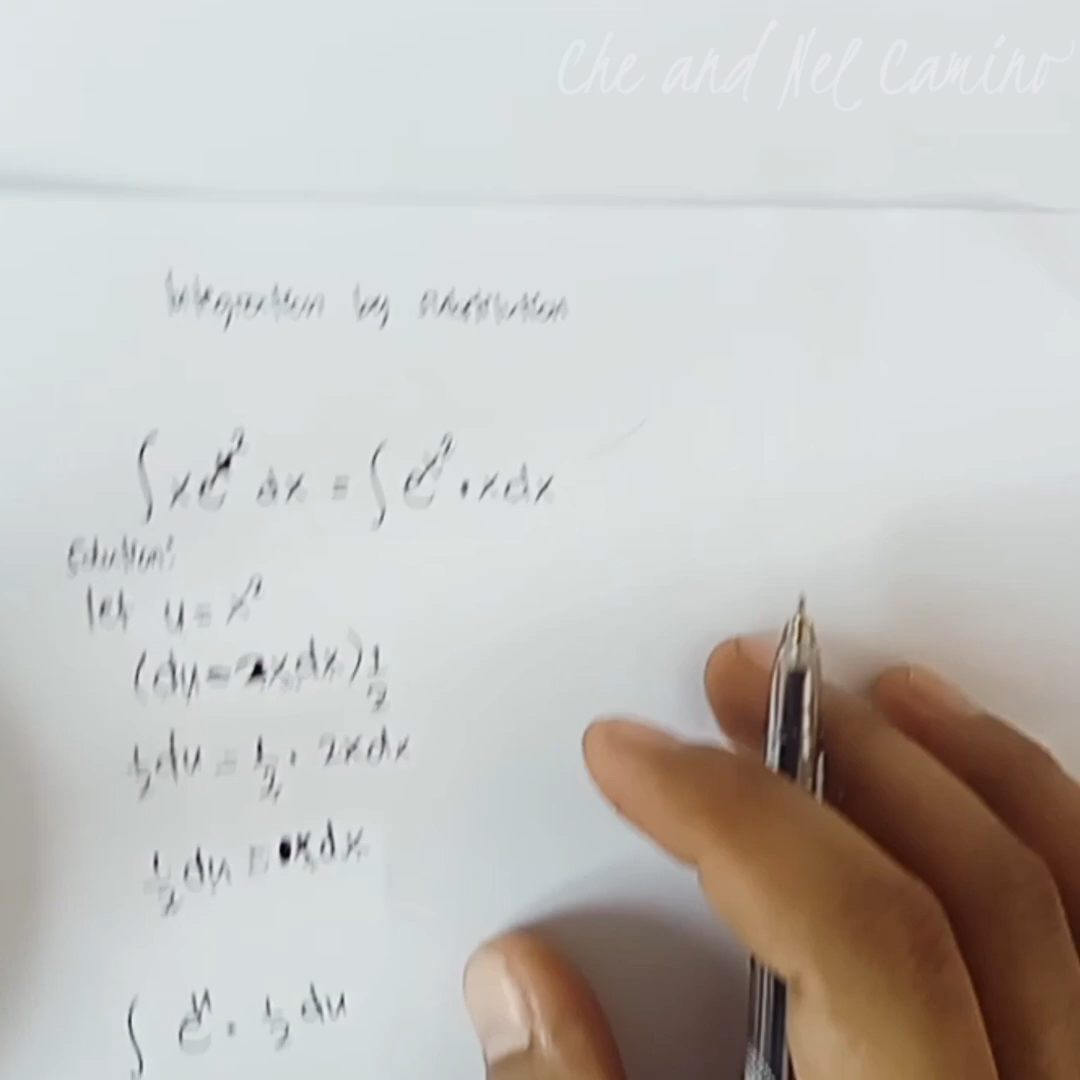 Che and Nel Camino
Integration by substitution
∫ x e^{x²} dx = ∫ e^{x²} · x dx
Solution:
let u = x²
(du = 2x dx) 1/2
1/2 du = 1/2 · 2x dx
1/2 du = x dx
∫ e^u · 1/2 du